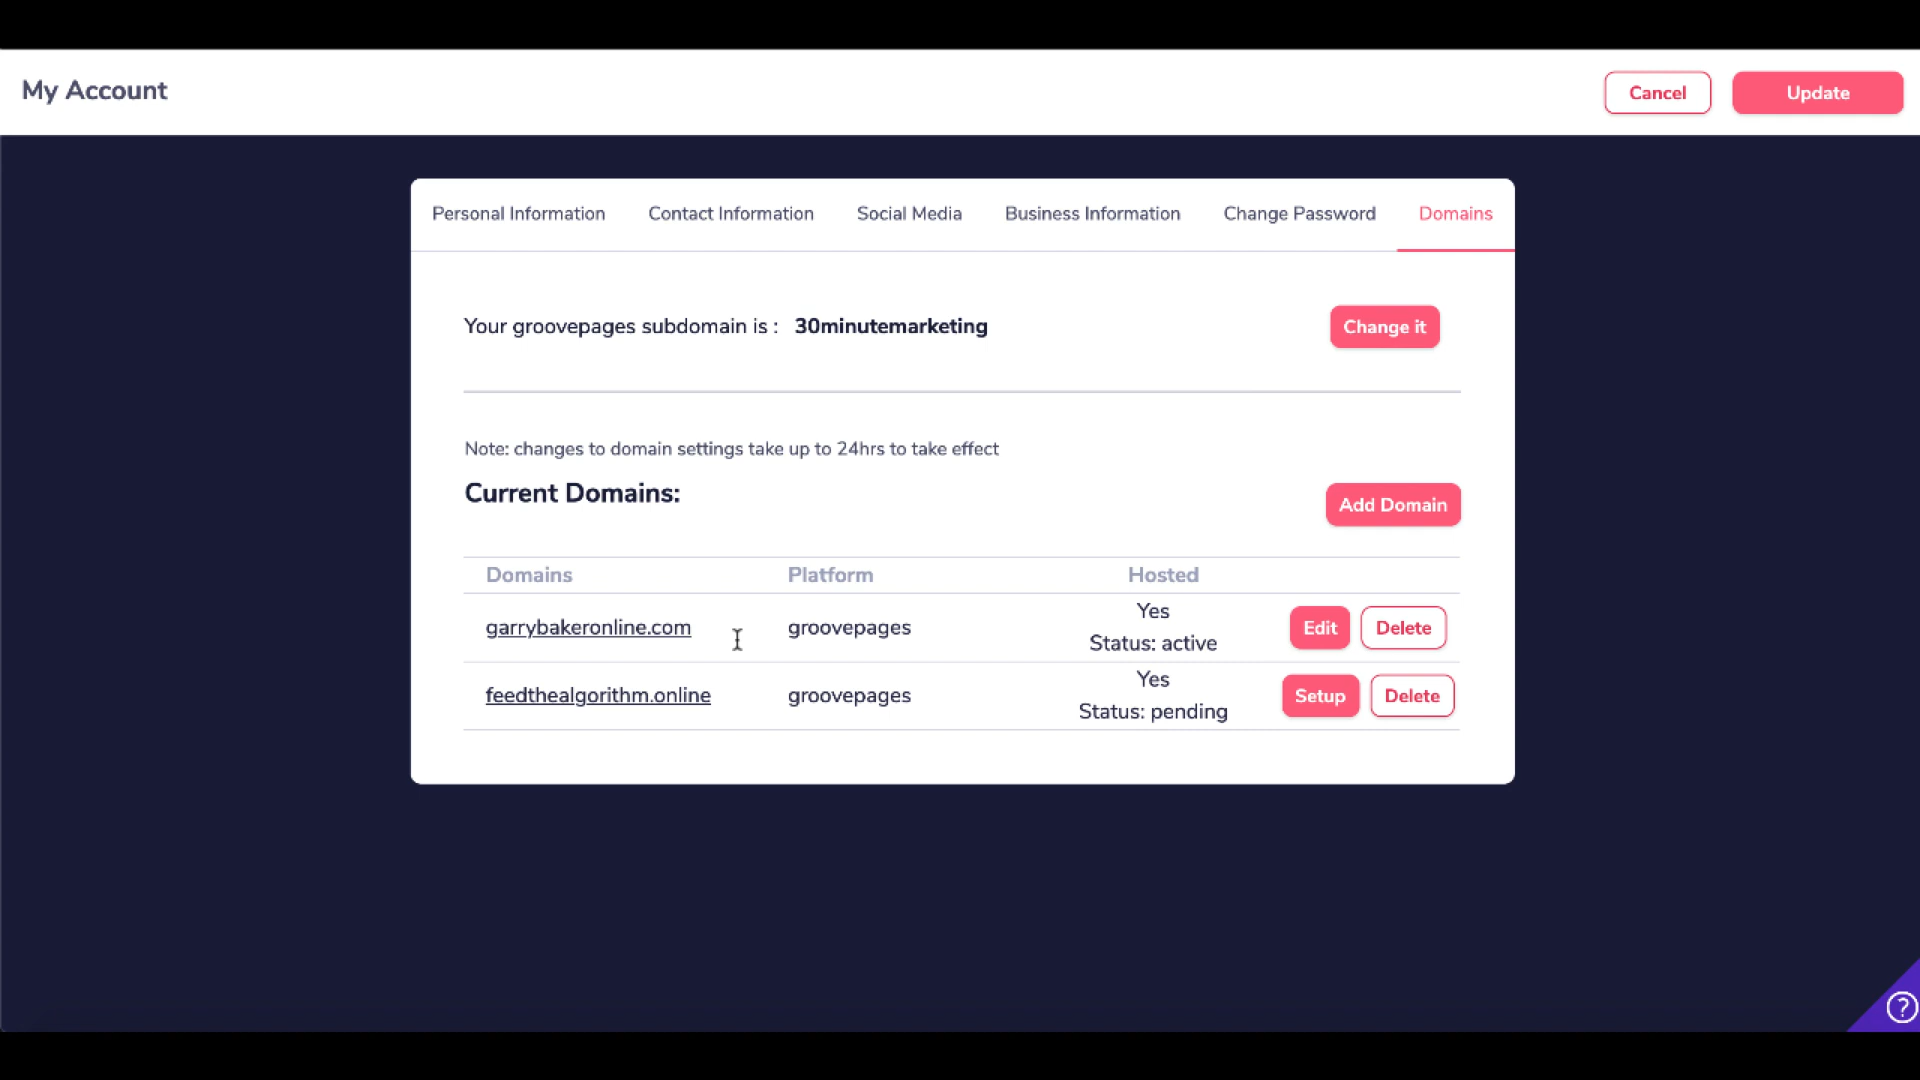 My Account
Cancel
Update
Personal Information
Contact Information
Social Media
Business Information
Change Password
Domains
Your groovepages subdomain is : 30minutemarketing
Change it
Note: changes to domain settings take up to 24hrs to take effect
Current Domains:
Add Domain
Domains
Platform
Hosted
garrybakeronline.com
groovepages
Yes
Status: active
Edit
Delete
feedthealgorithm.online
groovepages
Yes
Status: pending
Setup
Delete
?